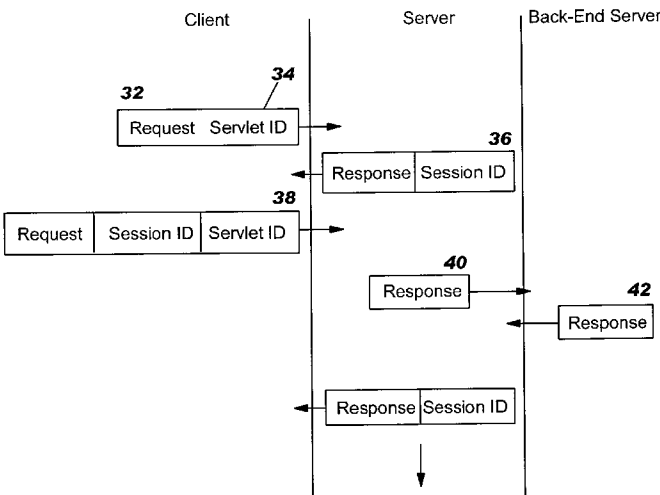 Client Server Back-End Server
32 34
Request Servlet ID
36
Response Session ID
38
Request Session ID Servlet ID
40
Response
42
Response
Response Session ID